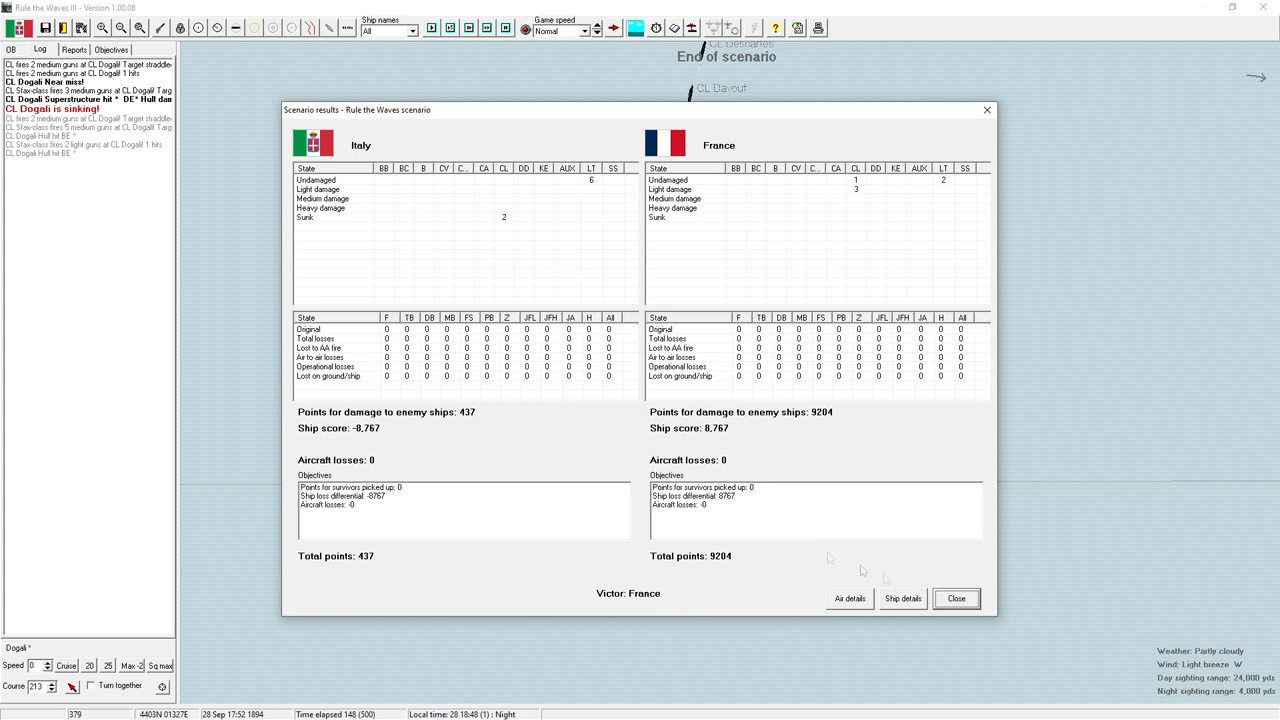 Rule the Waves III - Version 1.00.08
Ship names
All
Game speed
Normal
OB Log Reports Objectives
CL fires 2 medium guns at CL Dogali! Target straddle
CL fires 2 medium guns at CL Dogali! 1 hits
CL Dogali Near miss!
CL Sfax-class fires 3 medium guns at CL Dogali! Targ
CL Dogali Superstructure hit * DE* Hull dan
CL Dogali is sinking!
CL fires 2 medium guns at CL Dogali! Target straddle
CL Sfax-class fires 5 medium guns at CL Dogali! Targ
CL Dogali Hull hit BE *
CL Sfax-class fires 2 light guns at CL Dogali! 1 hits
CL Dogali Hull hit BE *
CL Descartes
End of scenario
CL Davout
Scenario results - Rule the Waves scenario
Italy
State BB BC B CV C... CA CL DD KE AUX LT SS
Undamaged 6
Light damage
Medium damage
Heavy damage
Sunk 2
State F TB DB MB FS PB Z JFL JFH JA H All
Original 0 0 0 0 0 0 0 0 0 0 0 0
Total losses 0 0 0 0 0 0 0 0 0 0 0 0
Lost to AA fire 0 0 0 0 0 0 0 0 0 0 0 0
Air to air losses 0 0 0 0 0 0 0 0 0 0 0 0
Operational losses 0 0 0 0 0 0 0 0 0 0 0 0
Lost on ground/ship 0 0 0 0 0 0 0 0 0 0 0 0
Points for damage to enemy ships: 437
Ship score: -8,767
Aircraft losses: 0
Objectives
Points for survivors picked up: 0
Ship loss differential: -8767
Aircraft losses: -0
Total points: 437
France
State BB BC B CV C... CA CL DD KE AUX LT SS
Undamaged 1 2
Light damage 3
Medium damage
Heavy damage
Sunk
State F TB DB MB FS PB Z JFL JFH JA H All
Original 0 0 0 0 0 0 0 0 0 0 0 0
Total losses 0 0 0 0 0 0 0 0 0 0 0 0
Lost to AA fire 0 0 0 0 0 0 0 0 0 0 0 0
Air to air losses 0 0 0 0 0 0 0 0 0 0 0 0
Operational losses 0 0 0 0 0 0 0 0 0 0 0 0
Lost on ground/ship 0 0 0 0 0 0 0 0 0 0 0 0
Points for damage to enemy ships: 9204
Ship score: 8,767
Aircraft losses: 0
Objectives
Points for survivors picked up: 0
Ship loss differential: 8767
Aircraft losses: -0
Total points: 9204
Victor: France
Air details Ship details Close
Dogali *
Speed 0 Cruise 20 25 Max -2 Sq max
Course 213 Turn together
Weather: Partly cloudy
Wind: Light breeze W
Day sighting range: 24,000 yds
Night sighting range: 4,000 yds
379 4403N 01327E 28 Sep 17:52 1894 Time elapsed 148 (500) Local time: 28 18:48 (1) : Night